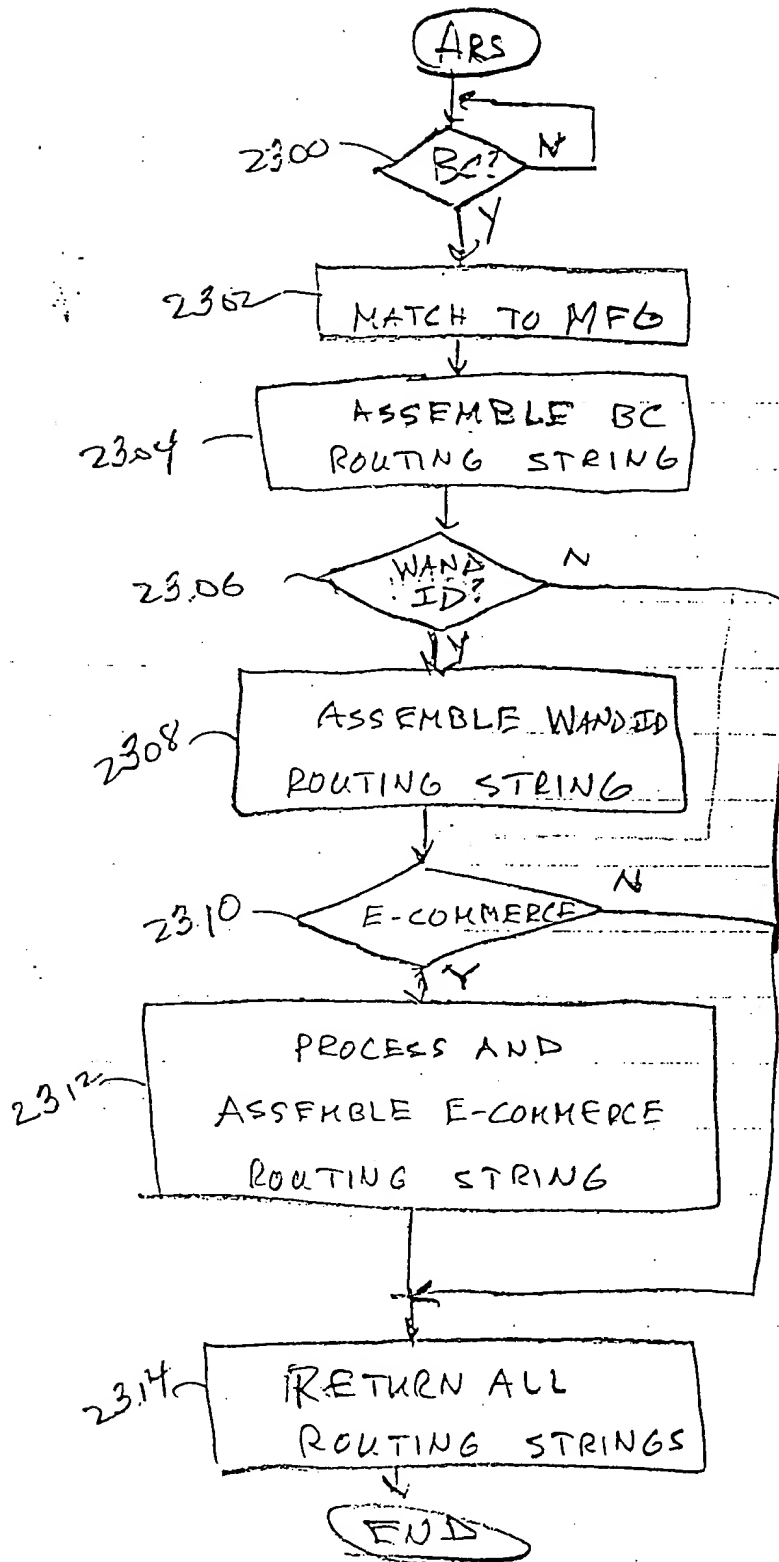 ARS
2300
BC?
N
Y
2302
MATCH TO MFG
2304
ASSEMBLE BC
ROUTING STRING
2306
WAND
ID?
N
Y
2308
ASSEMBLE WAND ID
ROUTING STRING
2310
E-COMMERCE
N
Y
2312
PROCESS AND
ASSEMBLE E-COMMERCE
ROUTING STRING
2314
RETURN ALL
ROUTING STRINGS
END